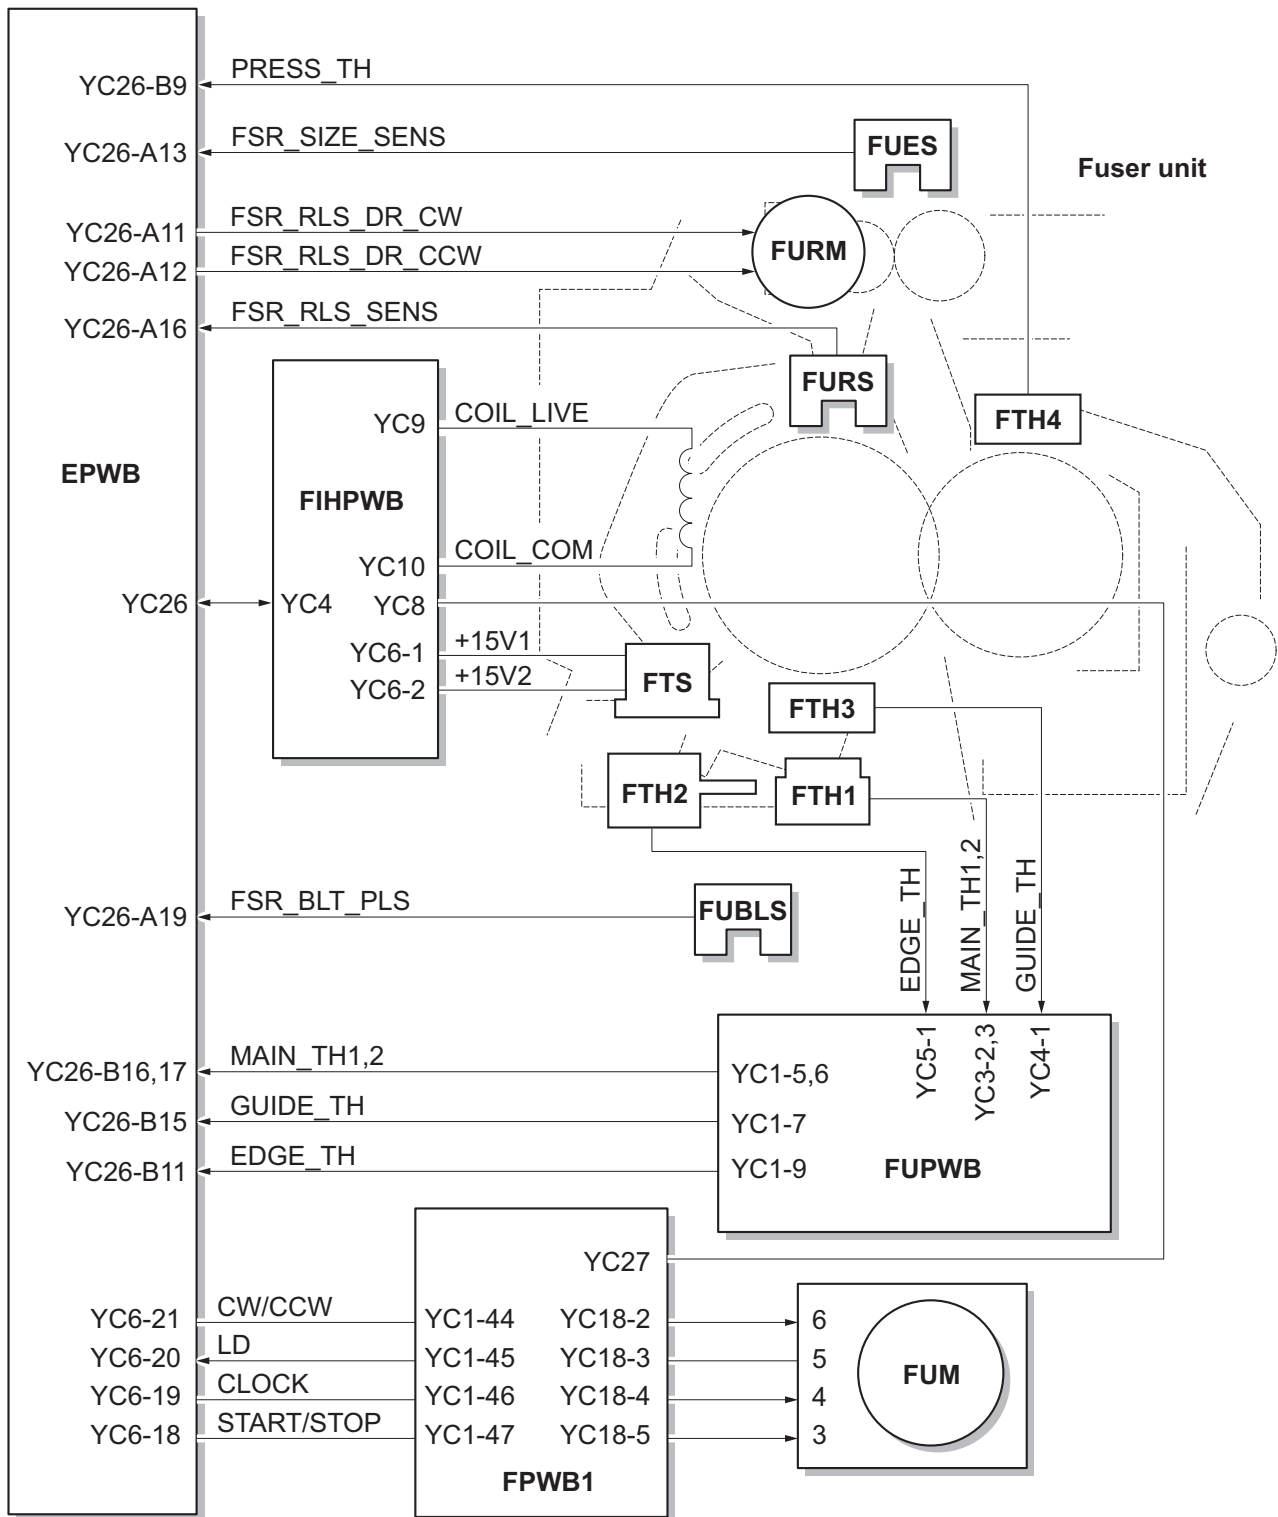 YC26-B9 PRESS_TH
YC26-A13 FSR_SIZE_SENS
FUES
Fuser unit
YC26-A11 FSR_RLS_DR_CW
FURM
YC26-A12 FSR_RLS_DR_CCW
YC26-A16 FSR_RLS_SENS
FURS
FTH4
YC9 COIL_LIVE
EPWB
FIHPWB
YC10 COIL_COM
YC26
YC4
YC8
YC6-1 +15V1
YC6-2 +15V2
FTS
FTH3
FTH2
FTH1
YC26-A19 FSR_BLT_PLS
FUBLS
EDGE_TH
MAIN_TH1,2
GUIDE_TH
YC5-1
YC3-2,3
YC4-1
YC26-B16,17 MAIN_TH1,2 YC1-5,6
YC26-B15 GUIDE_TH YC1-7
YC26-B11 EDGE_TH YC1-9
FUPWB
YC27
YC6-21 CW/CCW YC1-44 YC18-2 6
YC6-20 LD YC1-45 YC18-3 5
FUM
YC6-19 CLOCK YC1-46 YC18-4 4
YC6-18 START/STOP YC1-47 YC18-5 3
FPWB1